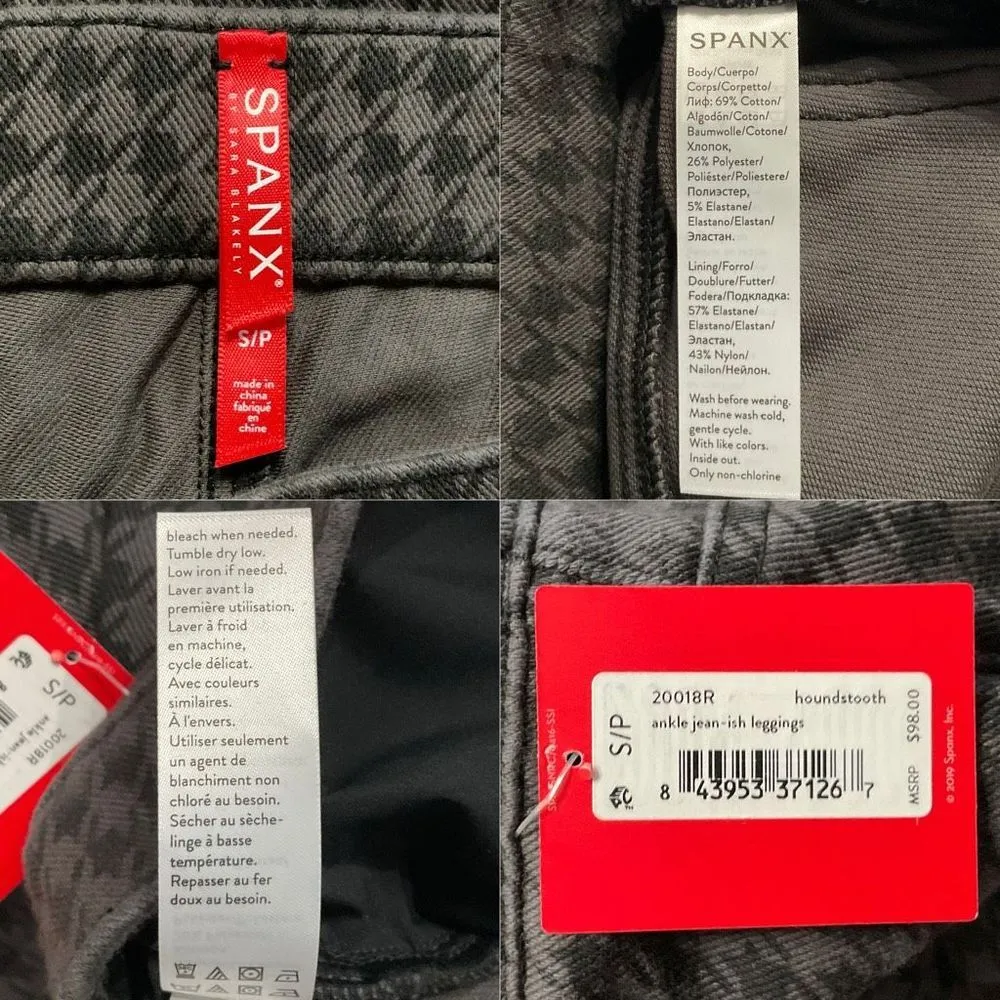 SPANX®
BY SARA BLAKELY
S/P
made in
china
fabriqué
en
chine
SPANX®
Body/Cuerpo/
Corps/Corpetto/
Лиф: 69% Cotton/
Algodón/Coton/
Baumwolle/Cotone/
Хлопок,
26% Polyester/
Poliéster/Poliestere/
Полиэстер,
5% Elastane/
Elastano/Elastan/
Эластан.
Lining/Forro/
Doublure/Futter/
Fodera/Подкладка:
57% Elastane/
Elastano/Elastan/
Эластан,
43% Nylon/
Nailon/Нейлон.
Wash before wearing.
Machine wash cold,
gentle cycle.
With like colors.
Inside out.
Only non-chlorine
bleach when needed.
Tumble dry low.
Low iron if needed.
Laver avant la
première utilisation.
Laver à froid
en machine,
cycle délicat.
Avec couleurs
similaires.
À l'envers.
Utiliser seulement
un agent de
blanchiment non
chloré au besoin.
Sécher au sèche-
linge à basse
température.
Repasser au fer
doux au besoin.
S/P
20018R
ankle jean-i
S/P
20018R houndstooth
ankle jean-ish leggings
8 43953 37126 7
MSRP $98.00
© 2019 Spanx, Inc.